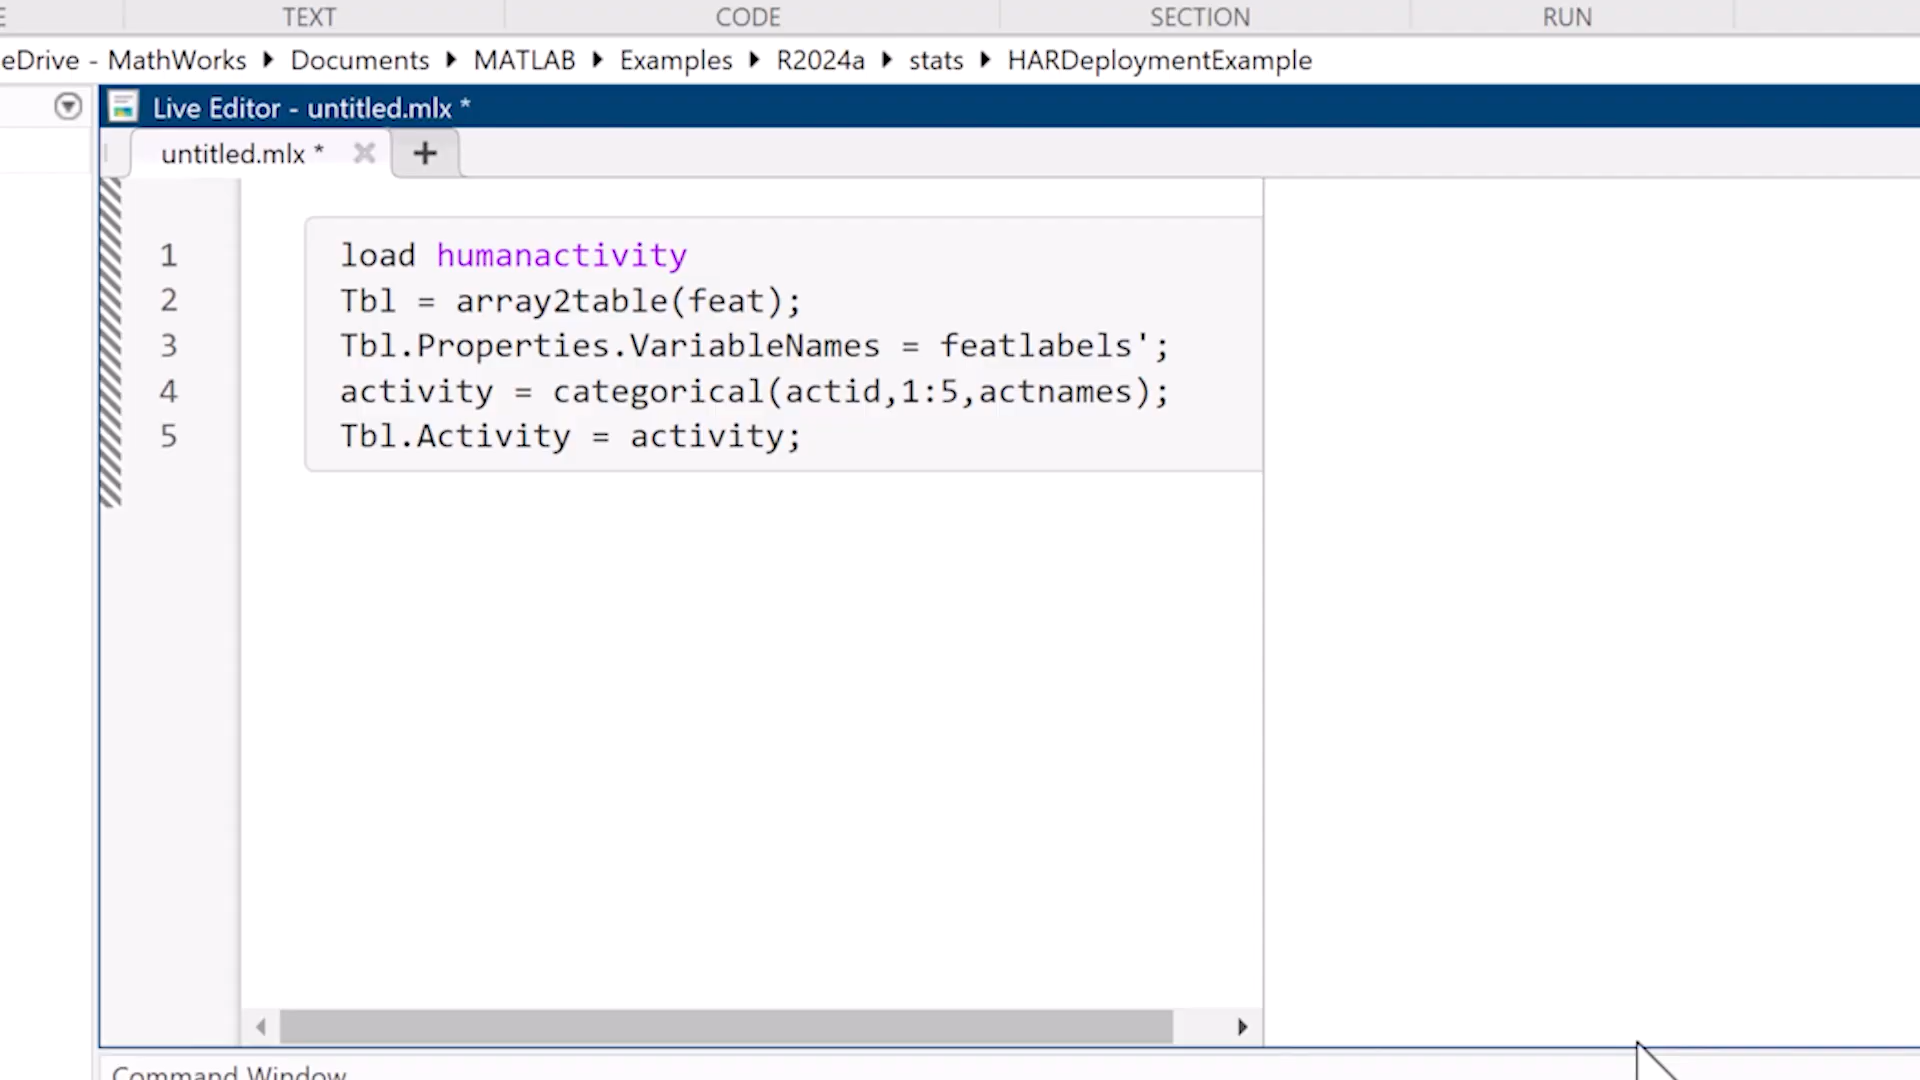 TEXT CODE SECTION RUN
eDrive - MathWorks Documents MATLAB Examples R2024a stats HARDeploymentExample
Live Editor - untitled.mlx *
untitled.mlx *
1 load humanactivity
2 Tbl = array2table(feat);
3 Tbl.Properties.VariableNames = featlabels';
4 activity = categorical(actid,1:5,actnames);
5 Tbl.Activity = activity;
Command Window